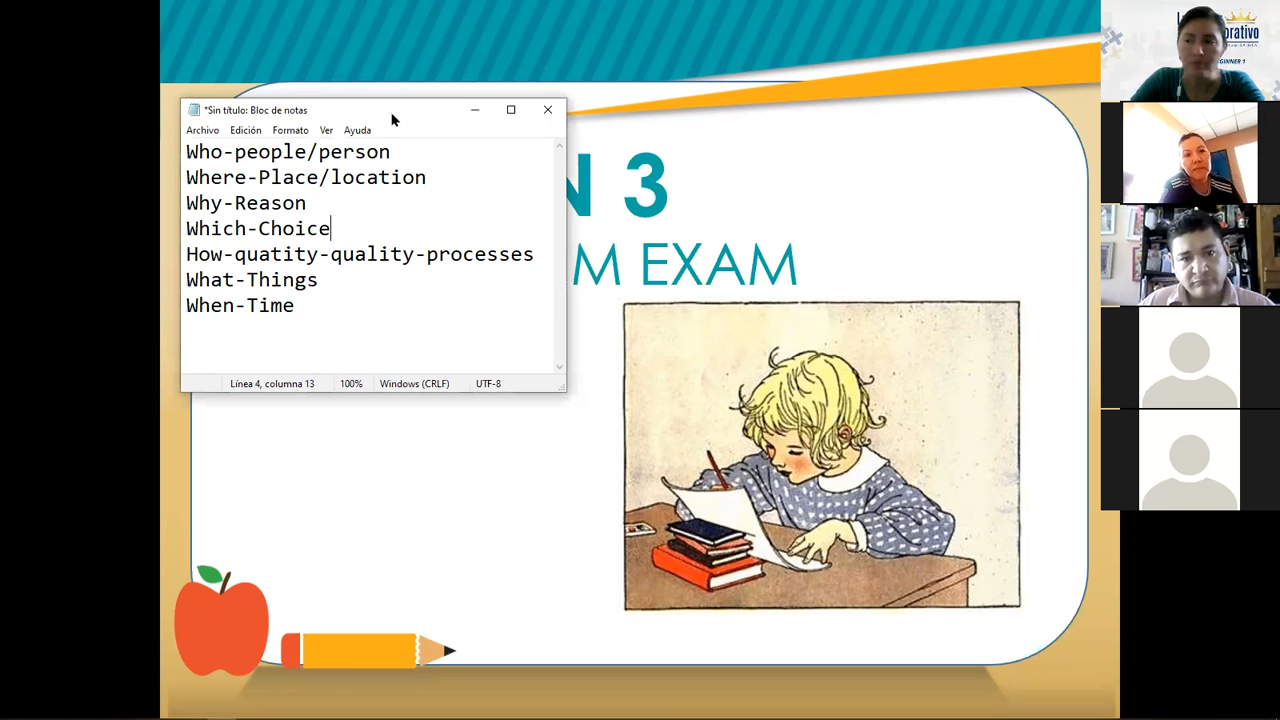 *Sin título: Bloc de notas
Archivo Edición Formato Ver Ayuda
Who-people/person
Where-Place/location
Why-Reason
Which-Choice
How-quatity-quality-processes
What-Things
When-Time
Línea 4, columna 13 100% Windows (CRLF) UTF-8
N 3
M EXAM